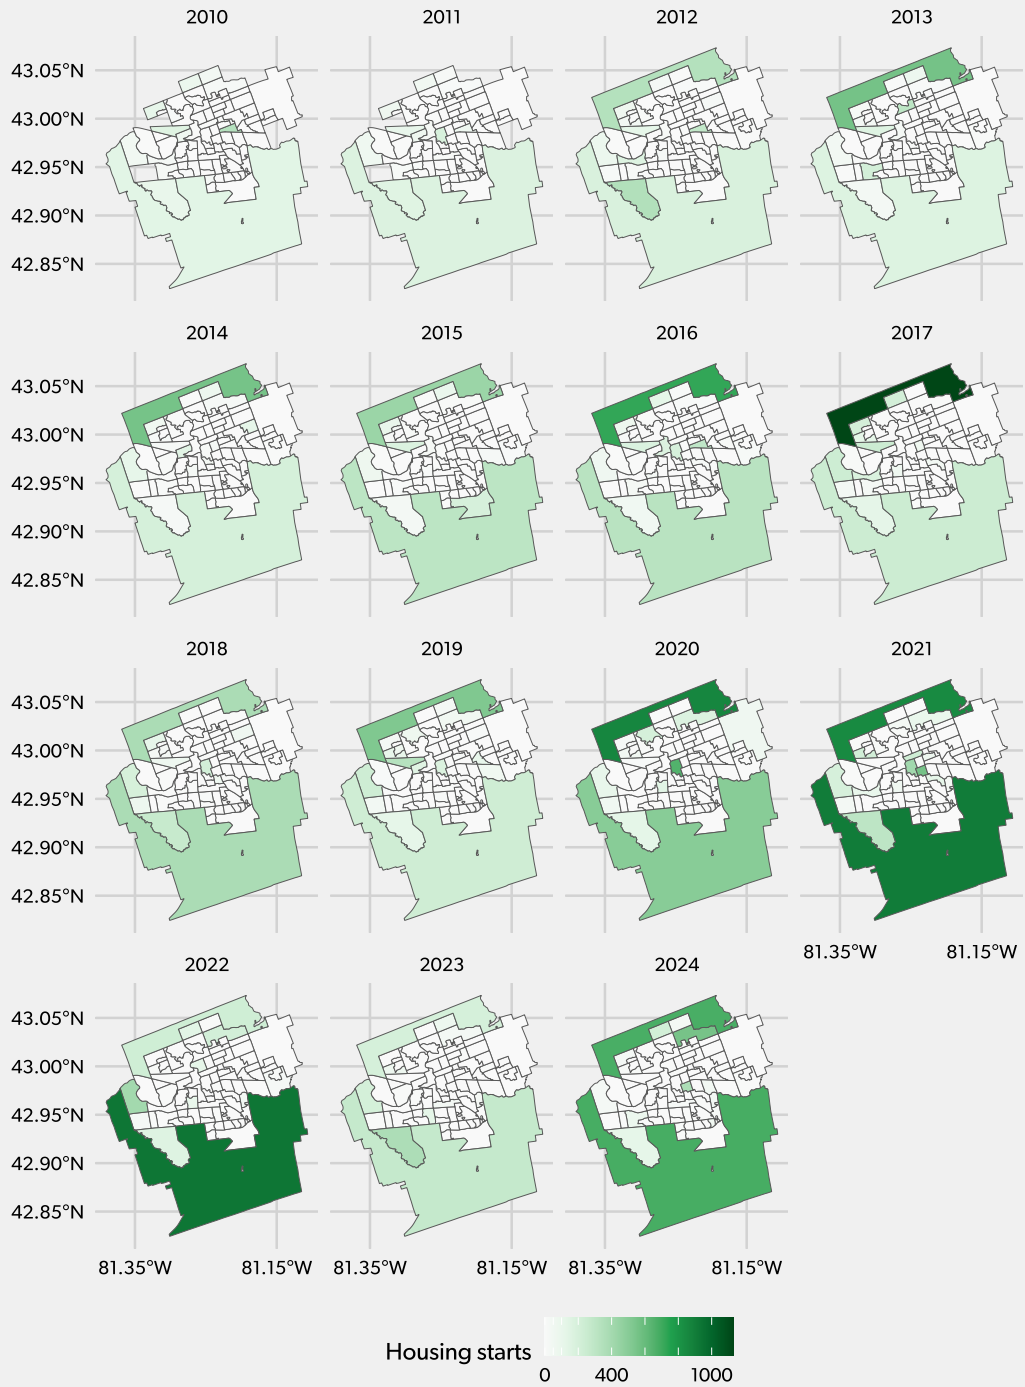 2010 2011 2012 2013
43.05°N
43.00°N
42.95°N
42.90°N
42.85°N
2014 2015 2016 2017
43.05°N
43.00°N
42.95°N
42.90°N
42.85°N
2018 2019 2020 2021
43.05°N
43.00°N
42.95°N
42.90°N
42.85°N
81.35°W 81.15°W
2022 2023 2024
43.05°N
43.00°N
42.95°N
42.90°N
42.85°N
81.35°W 81.15°W 81.35°W 81.15°W 81.35°W 81.15°W
Housing starts
0 400 1000